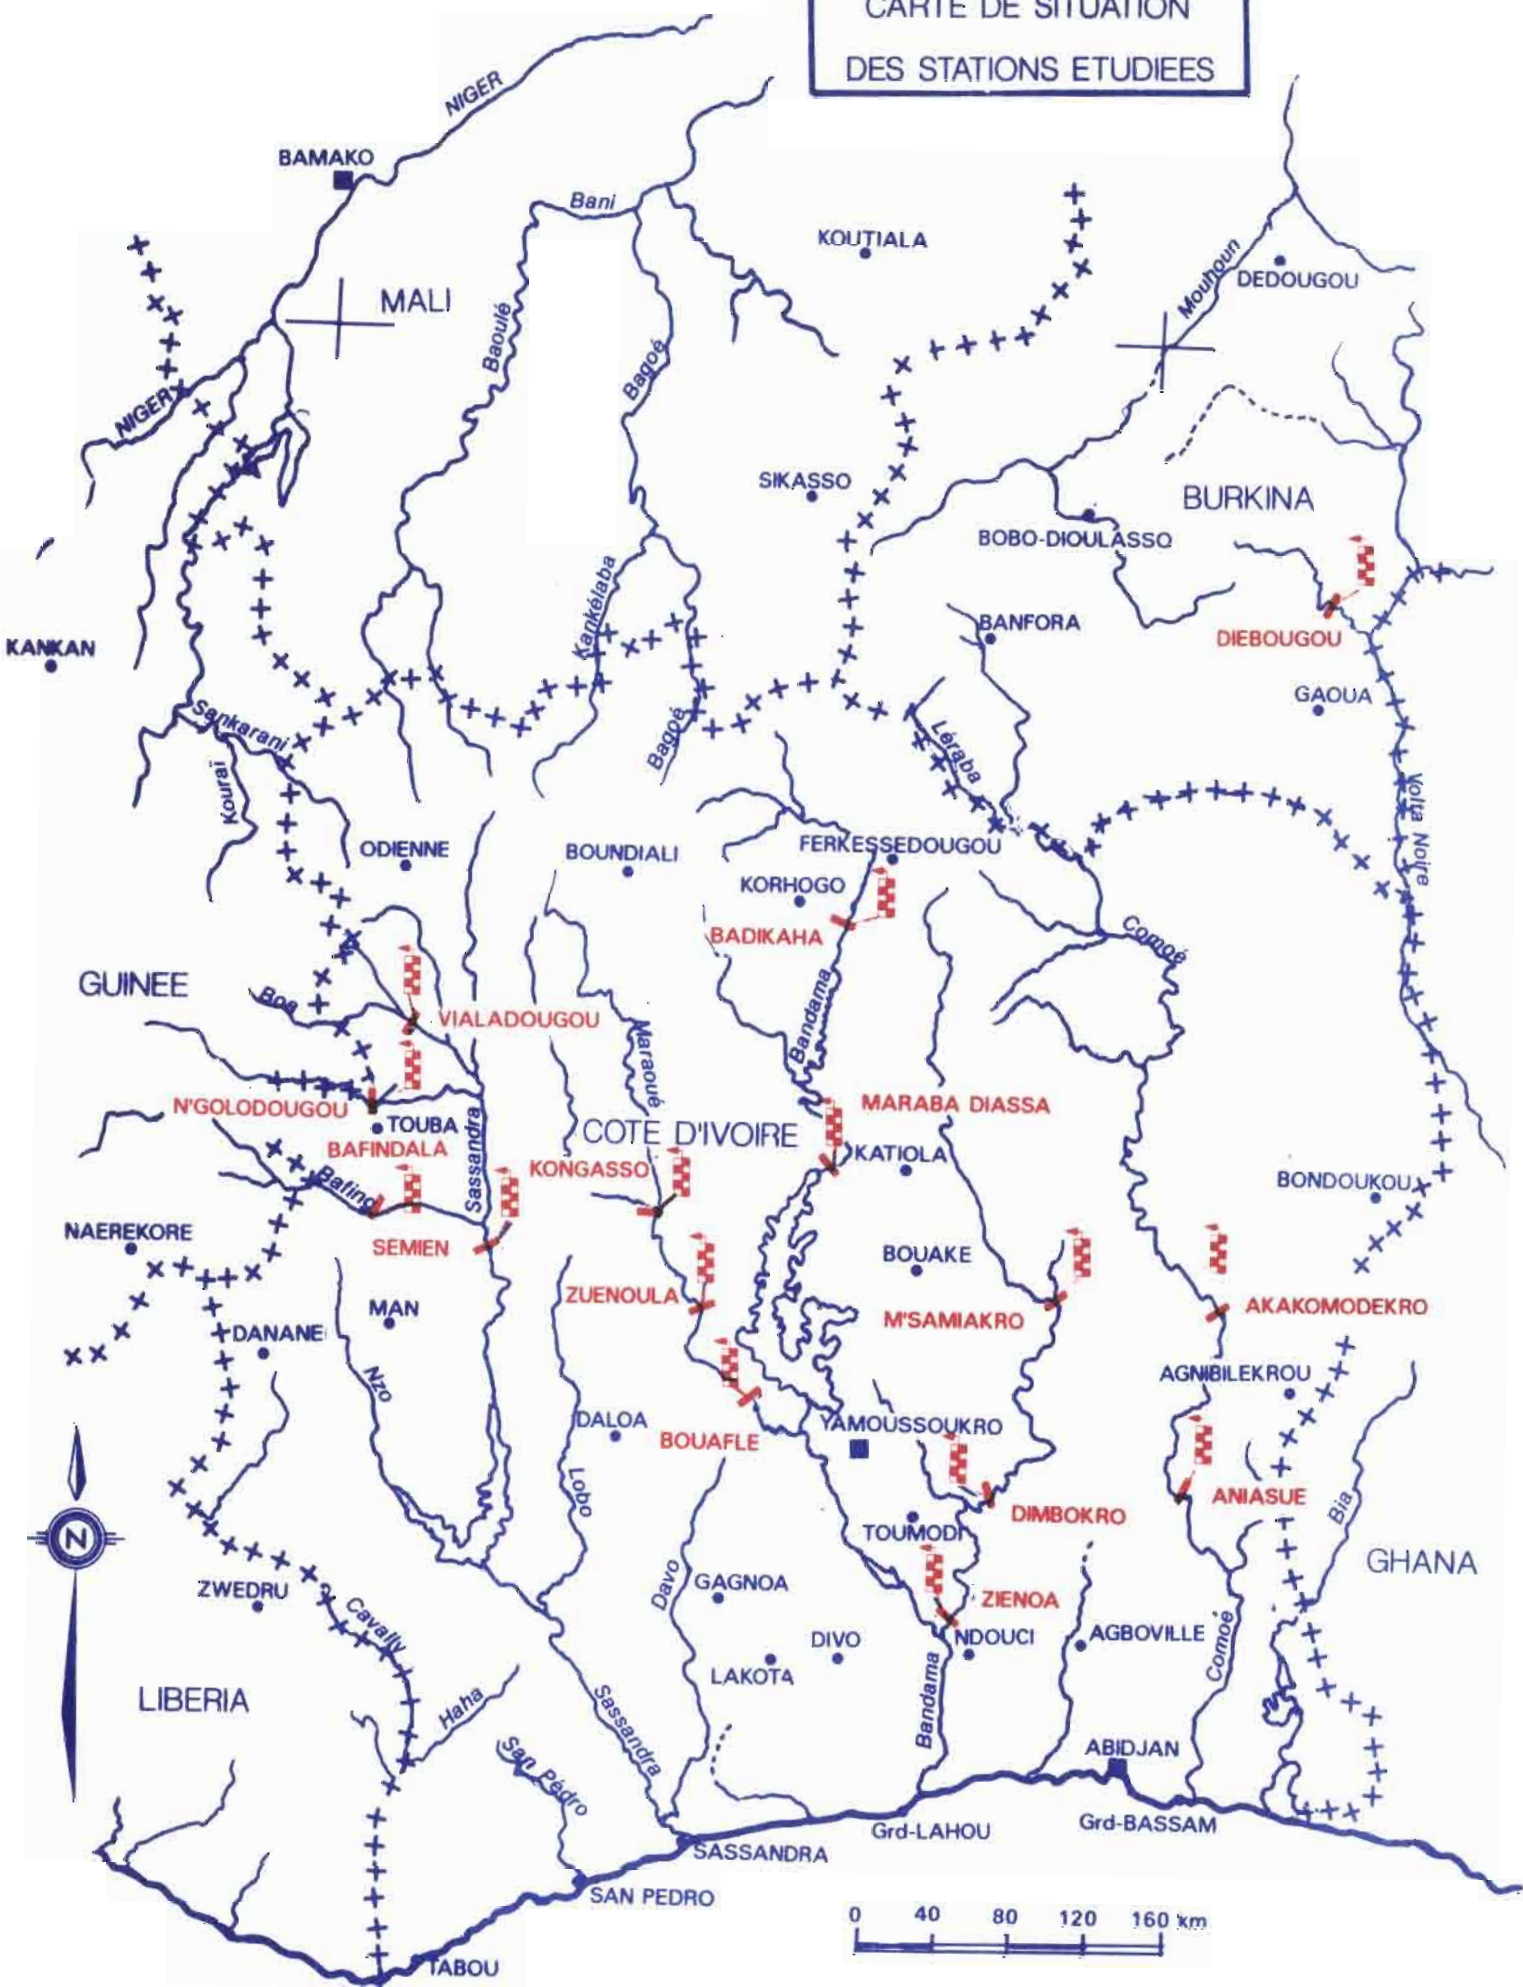 CARTE DE SITUATION
DES STATIONS ETUDIEES
NIGER
BAMAKO
Bani
KOUTIALA
Mouhoun
DEDOUGOU
MALI
Baoulé
Bagoé
NIGER
SIKASSO
BURKINA
BOBO-DIOULASSO
Kankélaba
BANFORA
DIEBOUGOU
KANKAN
GAOUA
Sankarani
Bagoé
Léraba
Kouraï
Volta Noire
ODIENNE
BOUNDIALI
FERKESSEDOUGOU
KORHOGO
BADIKAHA
Comoé
GUINEE
Boa
VIALADOUGOU
Bandama
Maraoué
N'GOLODOUGOU
TOUBA
MARABA DIASSA
COTE D'IVOIRE
BAFINDALA
Sassandra
KONGASSO
KATIOLA
Bafing
BONDOUKOU
NAEREKORE
SEMIEN
BOUAKE
ZUENOULA
MAN
M'SAMIAKRO
AKAKOMODEKRO
DANANE
AGNIBILEKROU
Nzo
DALOA
YAMOUSSOUKRO
BOUAFLE
Lobo
ANIASUE
Bia
DIMBOKRO
N
TOUMODI
GHANA
Davo
GAGNOA
ZWEDRU
ZIENOA
Cavally
DIVO
NDOUCI
AGBOVILLE
Comoé
LAKOTA
LIBERIA
Haha
Sassandra
Bandama
San Pédro
ABIDJAN
Grd-LAHOU
Grd-BASSAM
SASSANDRA
SAN PEDRO
0 40 80 120 160 km
TABOU